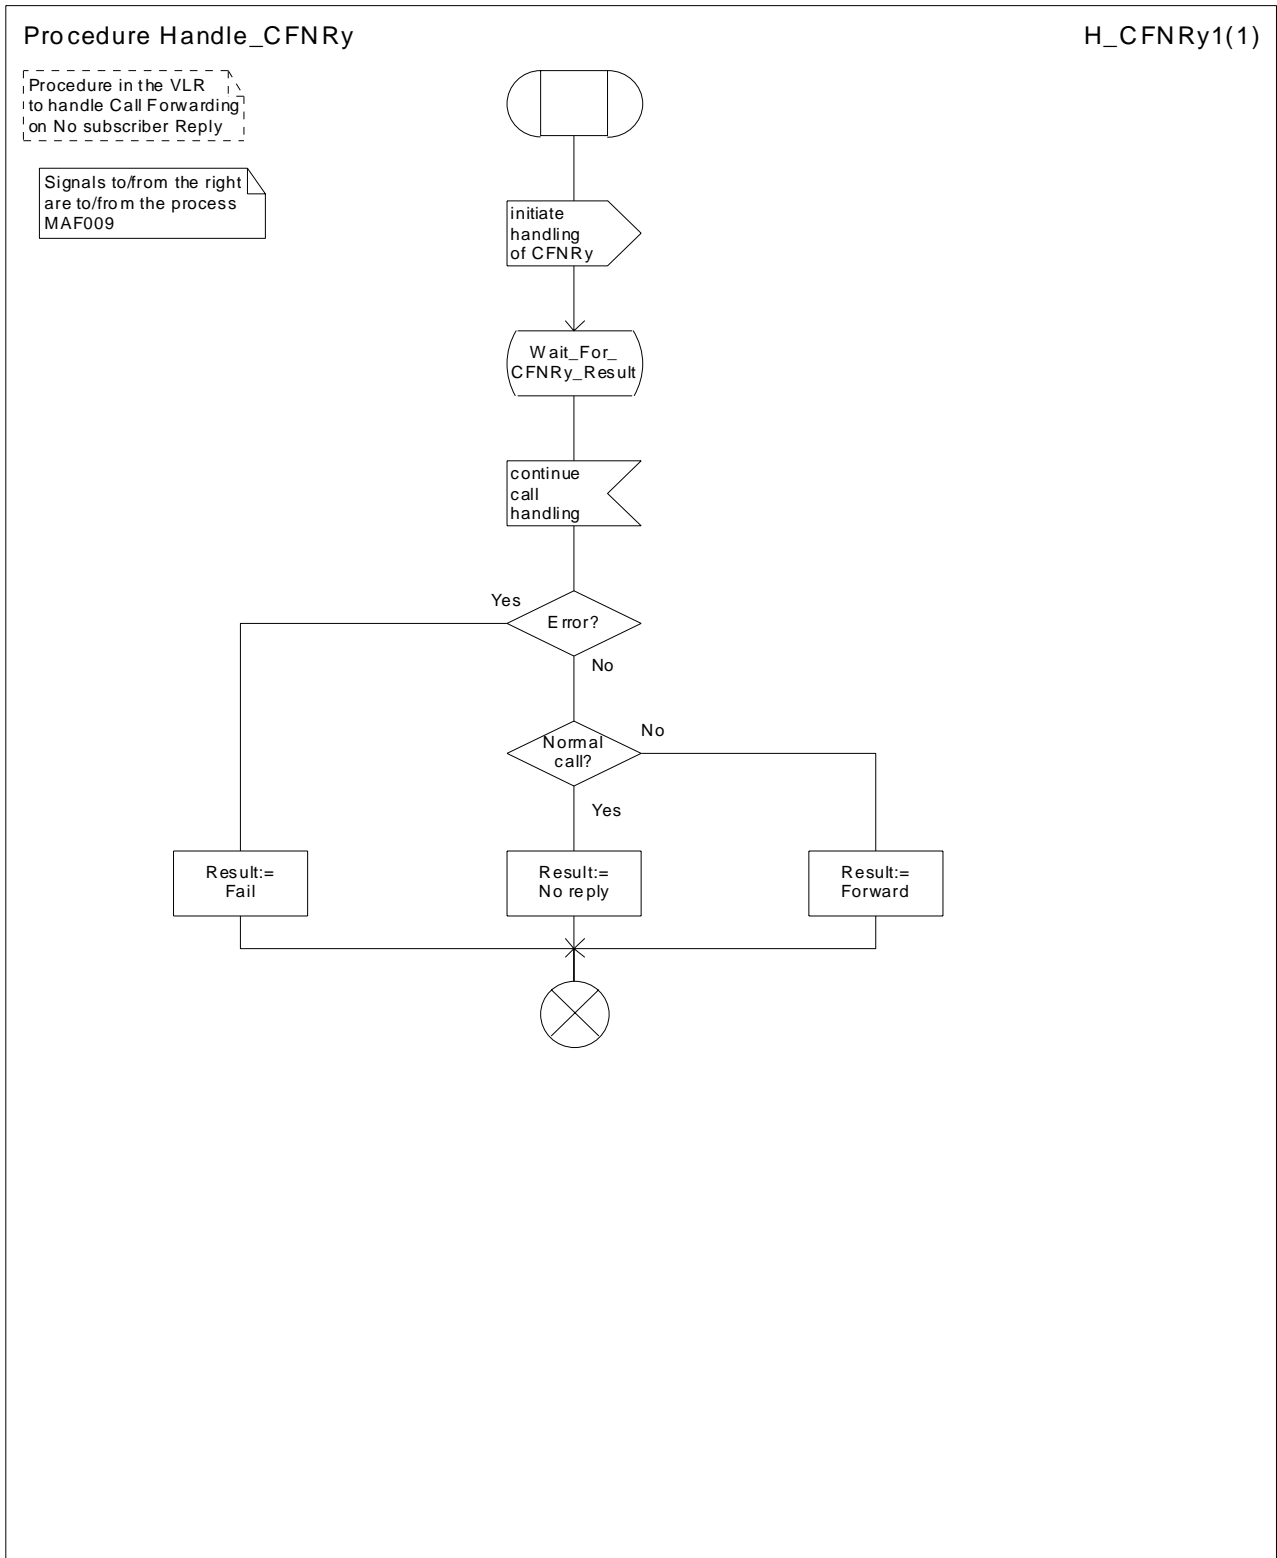 Procedure Handle_CFNRy
H_CFNRy1(1)
Procedure in the VLR
to handle Call Forwarding
on No subscriber Reply
Signals to/from the right
are to/from the process
MAF009
initiate
handling
of CFNRy
Wait_For_
CFNRy_Result
continue
call
handling
Yes
Error?
No
No
Normal
call?
Yes
Result:=
Fail
Result:=
No reply
Result:=
Forward